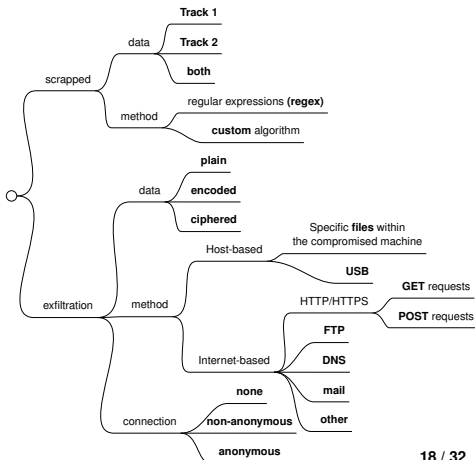 Track 1
data
Track 2
both
scrapped
regular expressions (regex)
method
custom algorithm
plain
data
encoded
ciphered
Specific files within
the compromised machine
Host-based
USB
exfiltration
method
HTTP/HTTPS
GET requests
POST requests
FTP
Internet-based
DNS
mail
other
none
connection
non-anonymous
anonymous
18 / 32